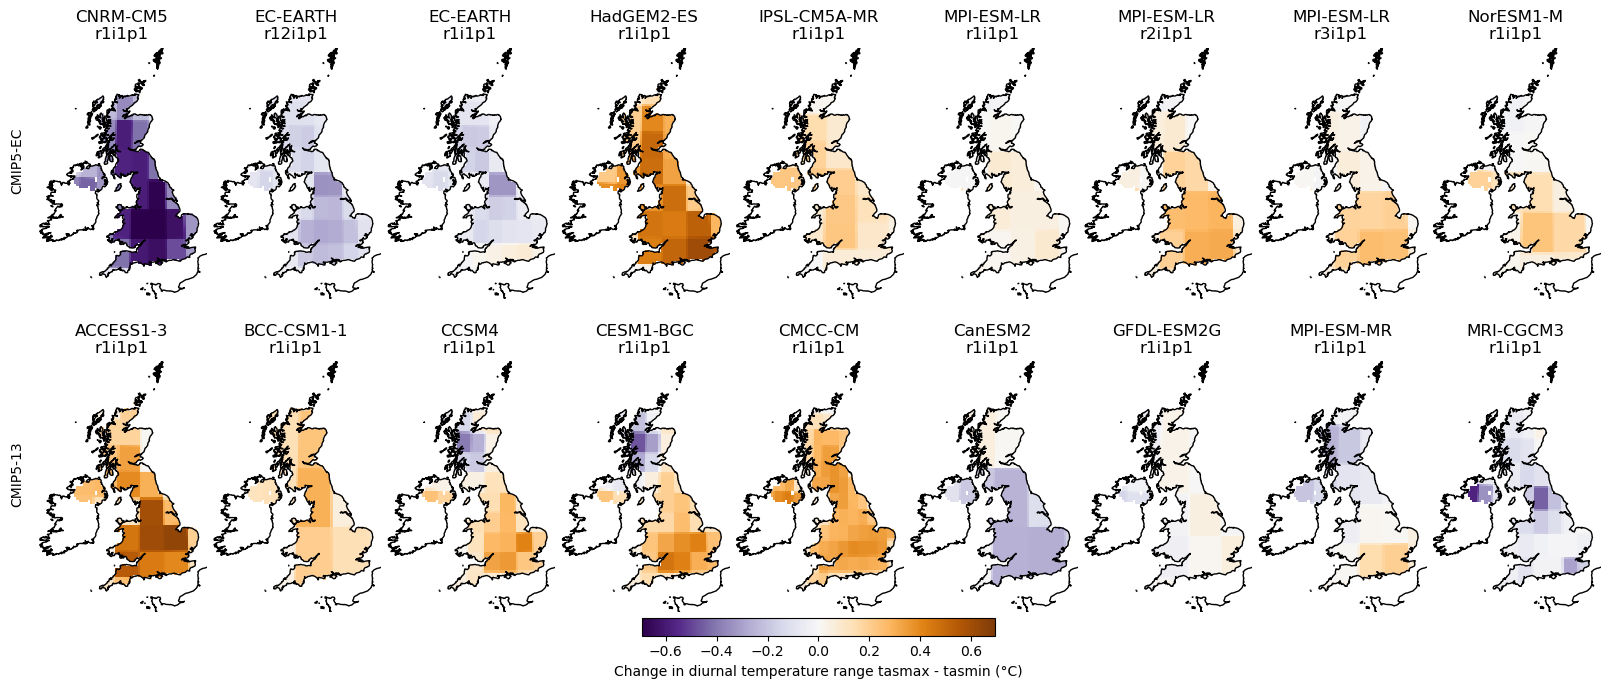 CNRM-CM5
r1i1p1
EC-EARTH
r12i1p1
EC-EARTH
r1i1p1
HadGEM2-ES
r1i1p1
IPSL-CM5A-MR
r1i1p1
MPI-ESM-LR
r1i1p1
MPI-ESM-LR
r2i1p1
MPI-ESM-LR
r3i1p1
NorESM1-M
r1i1p1
CMIP5-EC
ACCESS1-3
r1i1p1
BCC-CSM1-1
r1i1p1
CCSM4
r1i1p1
CESM1-BGC
r1i1p1
CMCC-CM
r1i1p1
CanESM2
r1i1p1
GFDL-ESM2G
r1i1p1
MPI-ESM-MR
r1i1p1
MRI-CGCM3
r1i1p1
CMIP5-13
−0.6 −0.4 −0.2 0.0 0.2 0.4 0.6
Change in diurnal temperature range tasmax - tasmin (°C)